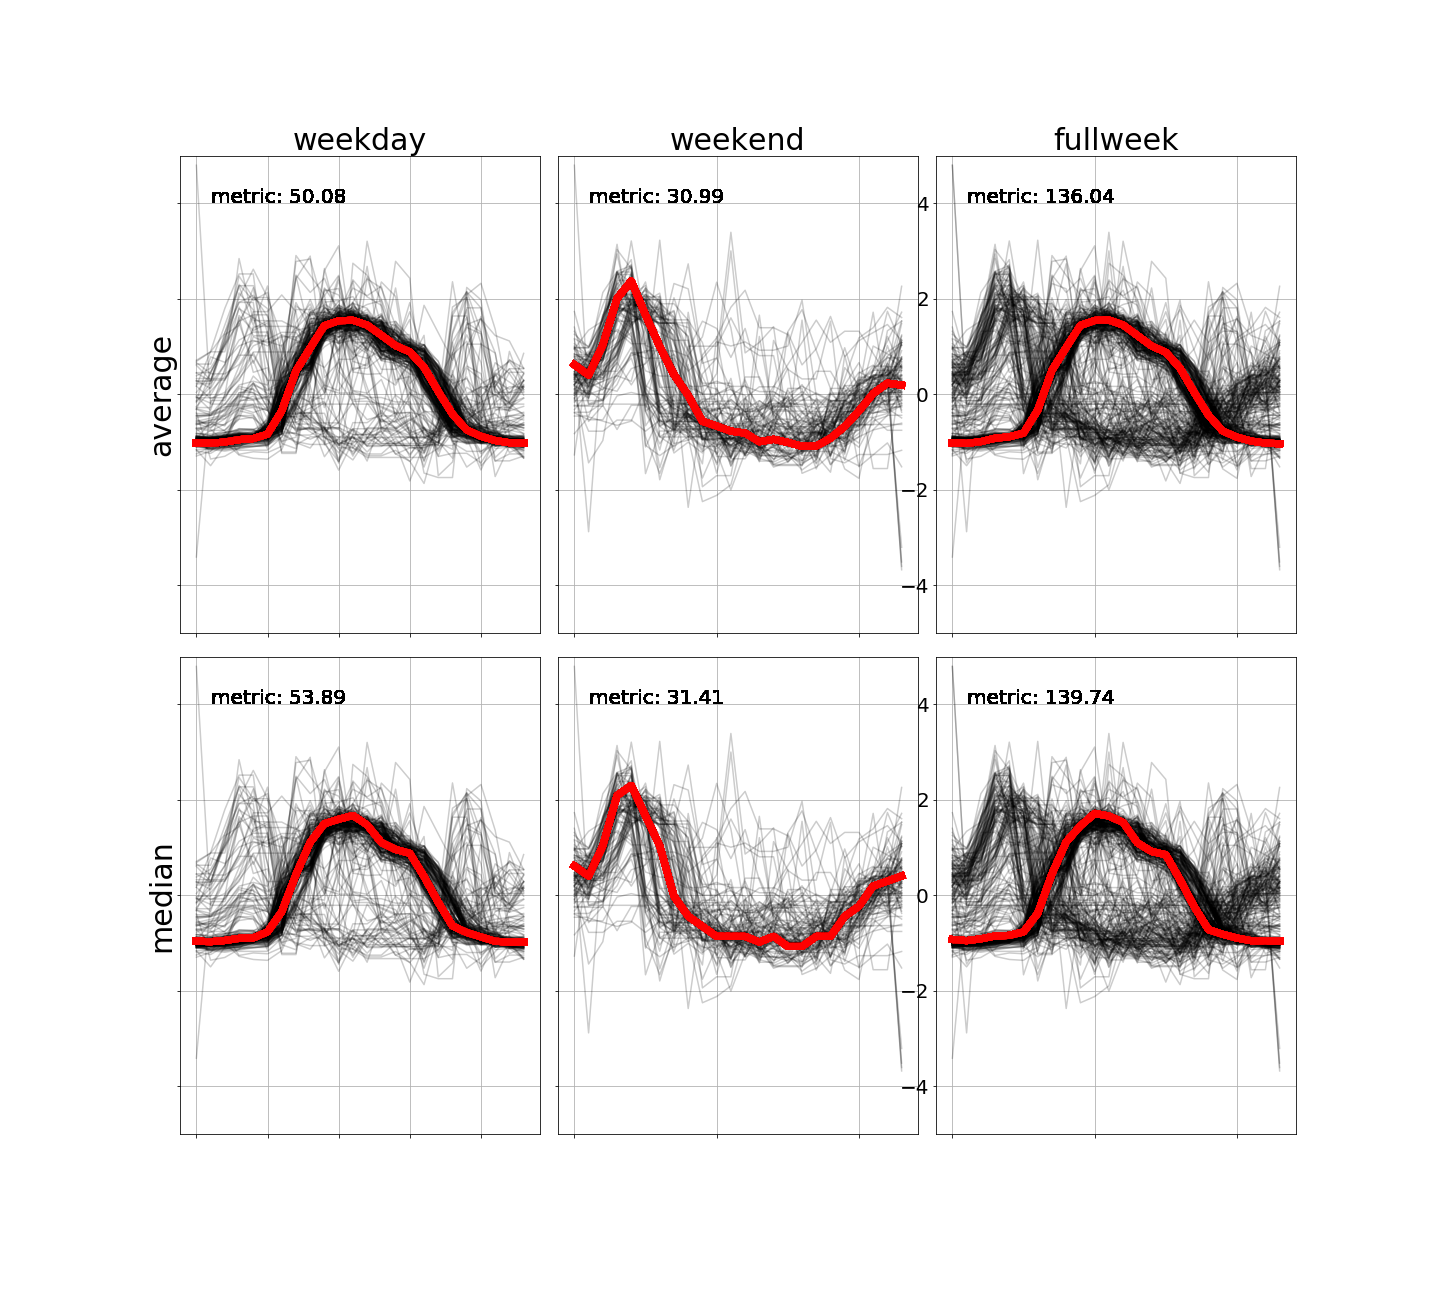 weekday weekend fullweek
average
metric: 50.08
metric: 30.99
metric: 136.04
4
2
0
−2
−4
median
metric: 53.89
metric: 31.41
metric: 139.74
4
2
0
−2
−4